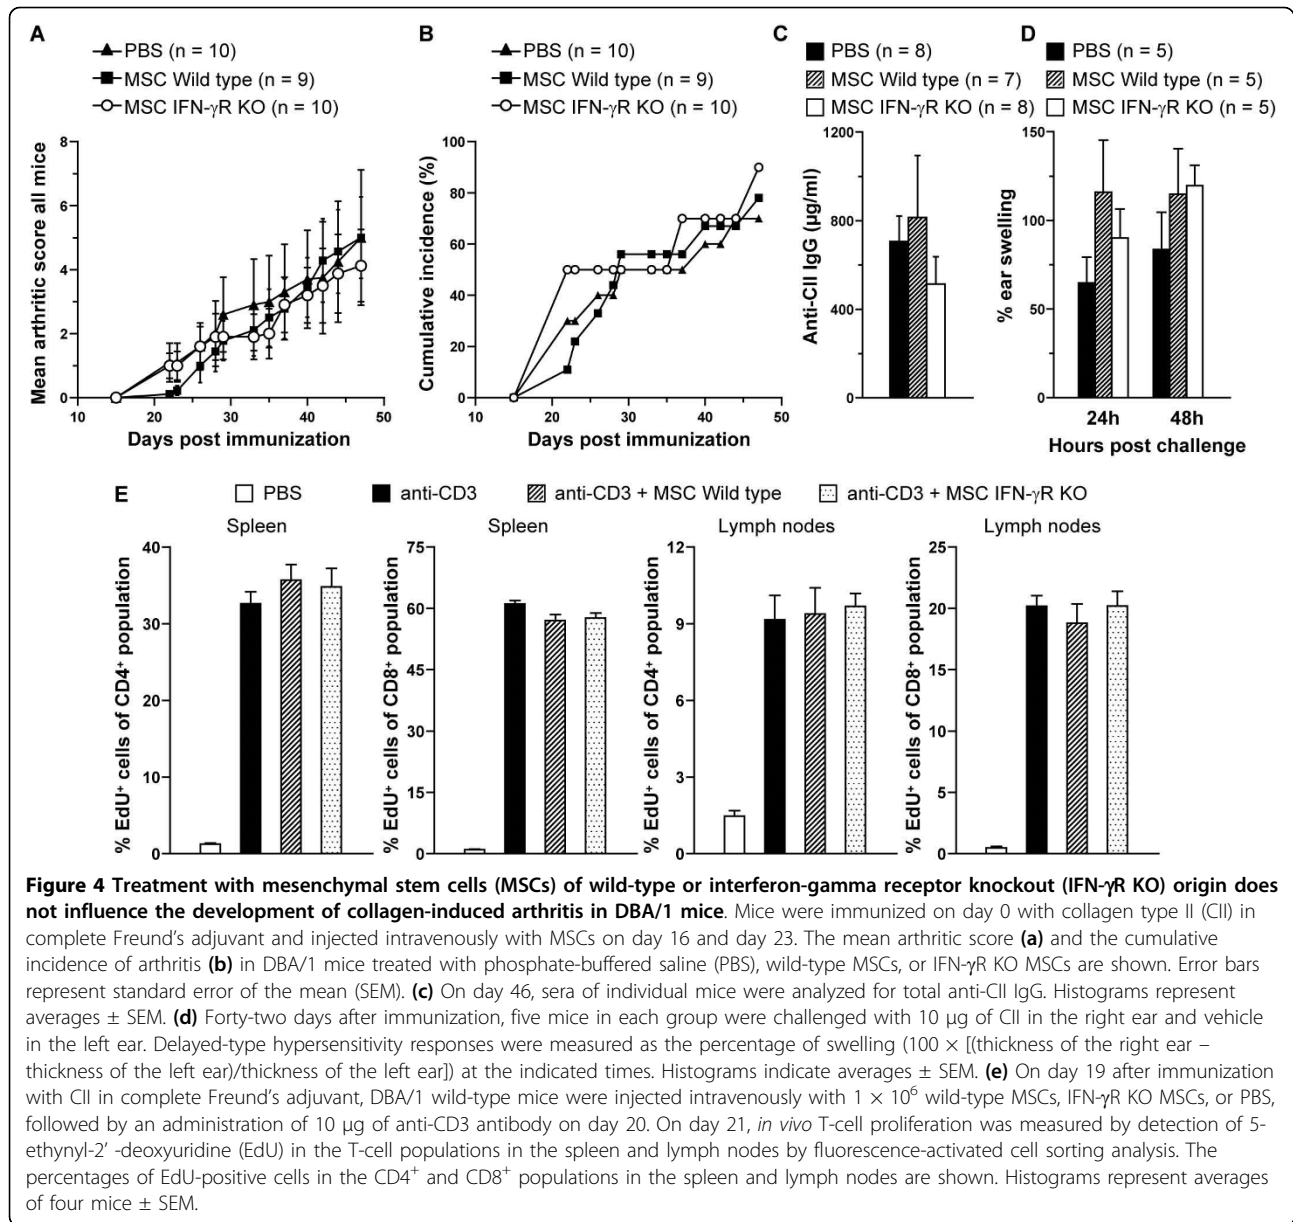 A
PBS (n = 10)
MSC Wild type (n = 9)
MSC IFN-γR KO (n = 10)
Mean arthritic score all mice
8
6
4
2
0
10 20 30 40 50
Days post immunization
B
PBS (n = 10)
MSC Wild type (n = 9)
MSC IFN-γR KO (n = 10)
Cumulative incidence (%)
100
80
60
40
20
0
10 20 30 40 50
Days post immunization
C
PBS (n = 8)
MSC Wild type (n = 7)
MSC IFN-γR KO (n = 8)
Anti-CII IgG (µg/ml)
1200
800
400
0
D
PBS (n = 5)
MSC Wild type (n = 5)
MSC IFN-γR KO (n = 5)
% ear swelling
150
100
50
0
24h 48h
Hours post challenge
E
PBS anti-CD3 anti-CD3 + MSC Wild type anti-CD3 + MSC IFN-γR KO
Spleen
% EdU⁺ cells of CD4⁺ population
40
30
20
10
0
Spleen
% EdU⁺ cells of CD8⁺ population
75
60
45
30
15
0
Lymph nodes
% EdU⁺ cells of CD4⁺ population
12
9
6
3
0
Lymph nodes
% EdU⁺ cells of CD8⁺ population
25
20
15
10
5
0
Figure 4 Treatment with mesenchymal stem cells (MSCs) of wild-type or interferon-gamma receptor knockout (IFN-γR KO) origin does
not influence the development of collagen-induced arthritis in DBA/1 mice. Mice were immunized on day 0 with collagen type II (CII) in
complete Freund's adjuvant and injected intravenously with MSCs on day 16 and day 23. The mean arthritic score (a) and the cumulative
incidence of arthritis (b) in DBA/1 mice treated with phosphate-buffered saline (PBS), wild-type MSCs, or IFN-γR KO MSCs are shown. Error bars
represent standard error of the mean (SEM). (c) On day 46, sera of individual mice were analyzed for total anti-CII IgG. Histograms represent
averages ± SEM. (d) Forty-two days after immunization, five mice in each group were challenged with 10 µg of CII in the right ear and vehicle
in the left ear. Delayed-type hypersensitivity responses were measured as the percentage of swelling (100 × [(thickness of the right ear –
thickness of the left ear)/thickness of the left ear]) at the indicated times. Histograms indicate averages ± SEM. (e) On day 19 after immunization
with CII in complete Freund's adjuvant, DBA/1 wild-type mice were injected intravenously with 1 × 10⁶ wild-type MSCs, IFN-γR KO MSCs, or PBS,
followed by an administration of 10 µg of anti-CD3 antibody on day 20. On day 21, in vivo T-cell proliferation was measured by detection of 5-
ethynyl-2' -deoxyuridine (EdU) in the T-cell populations in the spleen and lymph nodes by fluorescence-activated cell sorting analysis. The
percentages of EdU-positive cells in the CD4⁺ and CD8⁺ populations in the spleen and lymph nodes are shown. Histograms represent averages
of four mice ± SEM.